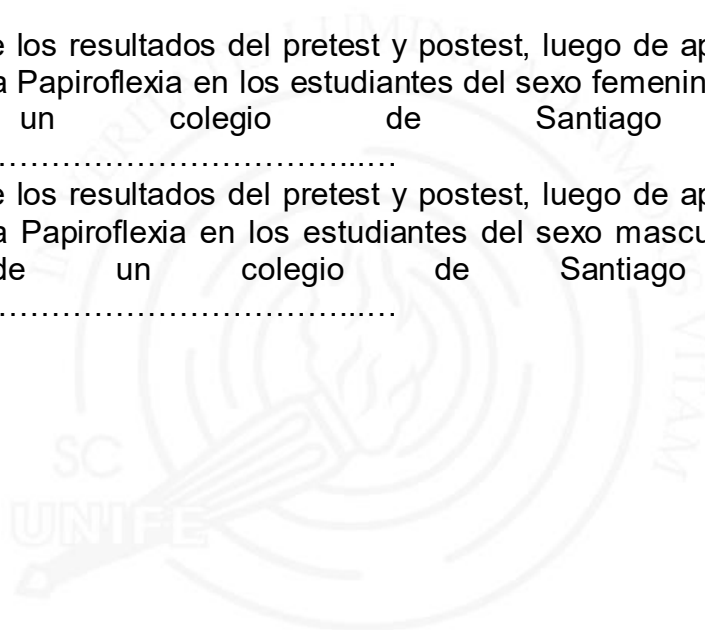 e los resultados del pretest y postest, luego de ap
a Papiroflexia en los estudiantes del sexo femenin
un colegio de Santiago
……………………………...…
e los resultados del pretest y postest, luego de ap
a Papiroflexia en los estudiantes del sexo mascu
de un colegio de Santiago
……………………………...…
SC
UNIFE
VITAM